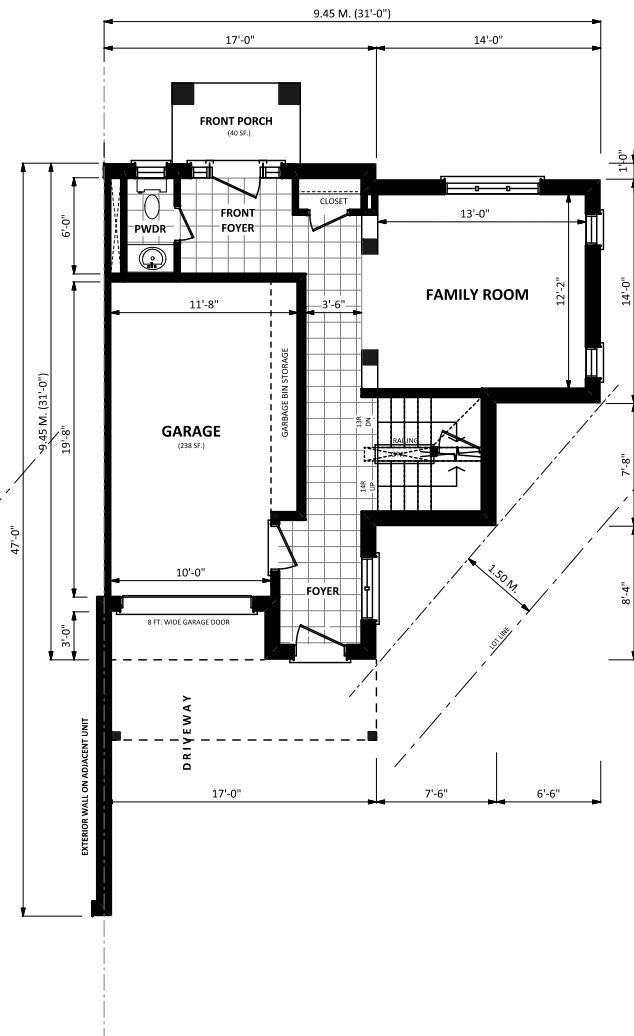 9.45 M. (31'-0")
17'-0"
14'-0"
FRONT PORCH
(40 SF.)
1'-0"
CLOSET
FRONT
FOYER
PWDR
6'-0"
13'-0"
12'-2"
14'-0"
FAMILY ROOM
11'-8"
3'-6"
GARBAGE BIN STORAGE
GARAGE
(238 SF.)
9.45 M. (31'-0")
19'-8"
47'-0"
13R
DN
RAILING
14R
UP
7'-8"
8'-4"
1.50 M.
LOT LINE
10'-0"
FOYER
8 FT. WIDE GARAGE DOOR
3'-0"
DRIVEWAY
EXTERIOR WALL ON ADJACENT UNIT
17'-0"
7'-6"
6'-6"